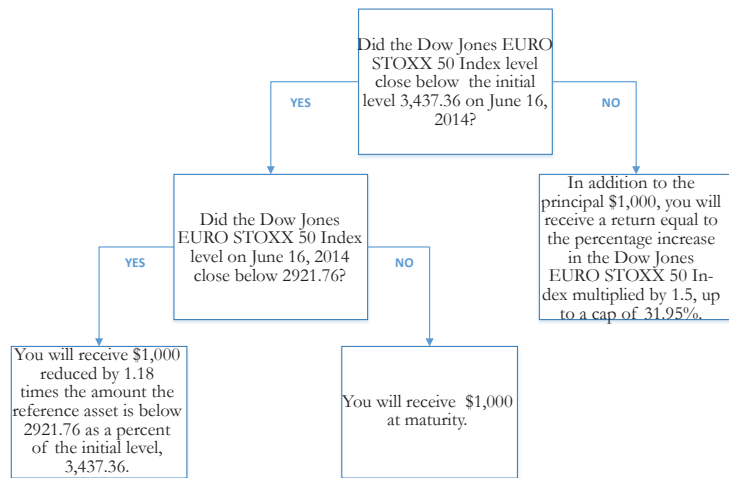 Did the Dow Jones EURO
STOXX 50 Index level
close below the initial
level 3,437.36 on June 16,
2014?
YES
NO
Did the Dow Jones
EURO STOXX 50 Index
level on June 16, 2014
close below 2921.76?
In addition to the
principal $1,000, you will
receive a return equal to
the percentage increase
in the Dow Jones
EURO STOXX 50 In-
dex multiplied by 1.5, up
to a cap of 31.95%.
YES
NO
You will receive $1,000
reduced by 1.18
times the amount the
reference asset is below
2921.76 as a percent
of the initial level,
3,437.36.
You will receive $1,000
at maturity.